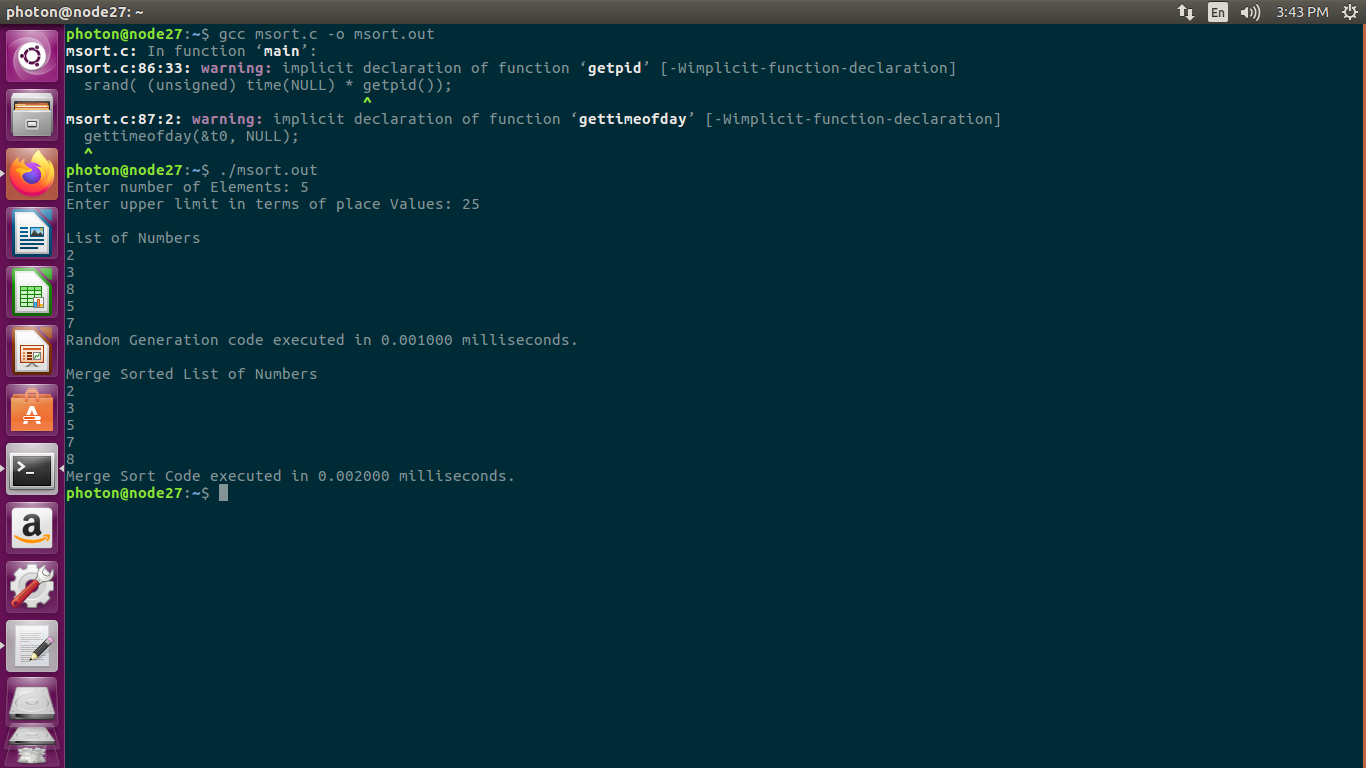 photon@node27: ~
En
3:43 PM
photon@node27:~$ gcc msort.c -o msort.out
msort.c: In function ‘main’:
msort.c:86:33: warning: implicit declaration of function ‘getpid’ [-Wimplicit-function-declaration]
  srand( (unsigned) time(NULL) * getpid());
                                 ^
msort.c:87:2: warning: implicit declaration of function ‘gettimeofday’ [-Wimplicit-function-declaration]
  gettimeofday(&t0, NULL);
  ^
photon@node27:~$ ./msort.out
Enter number of Elements: 5
Enter upper limit in terms of place Values: 25
List of Numbers
2
3
8
5
7
Random Generation code executed in 0.001000 milliseconds.
Merge Sorted List of Numbers
2
3
5
7
8
Merge Sort Code executed in 0.002000 milliseconds.
photon@node27:~$